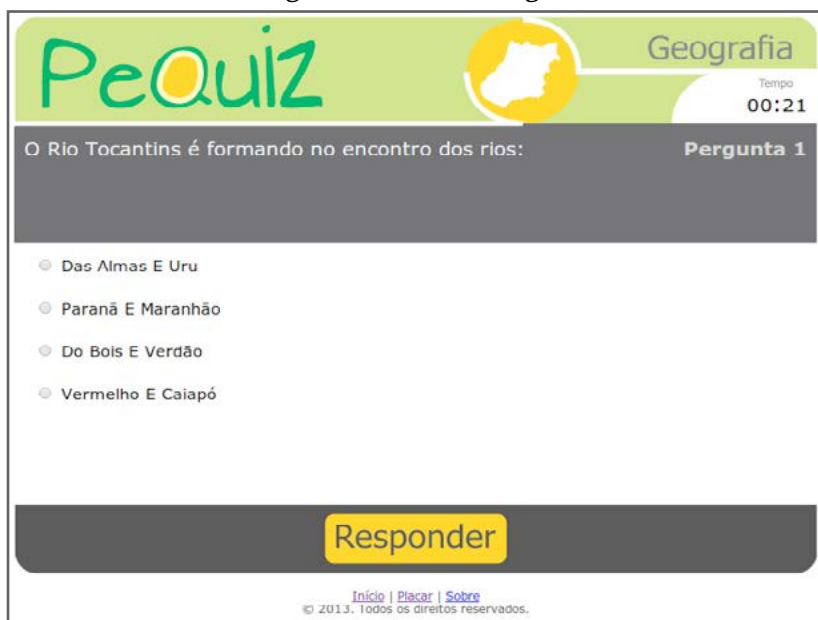 PeQuiz
Geografia
Tempo
00:21
O Rio Tocantins é formando no encontro dos rios:
Pergunta 1
Das Almas E Uru
Paranã E Maranhão
Do Bois E Verdão
Vermelho E Caiapó
Responder
Início | Placar | Sobre
© 2013. Todos os direitos reservados.